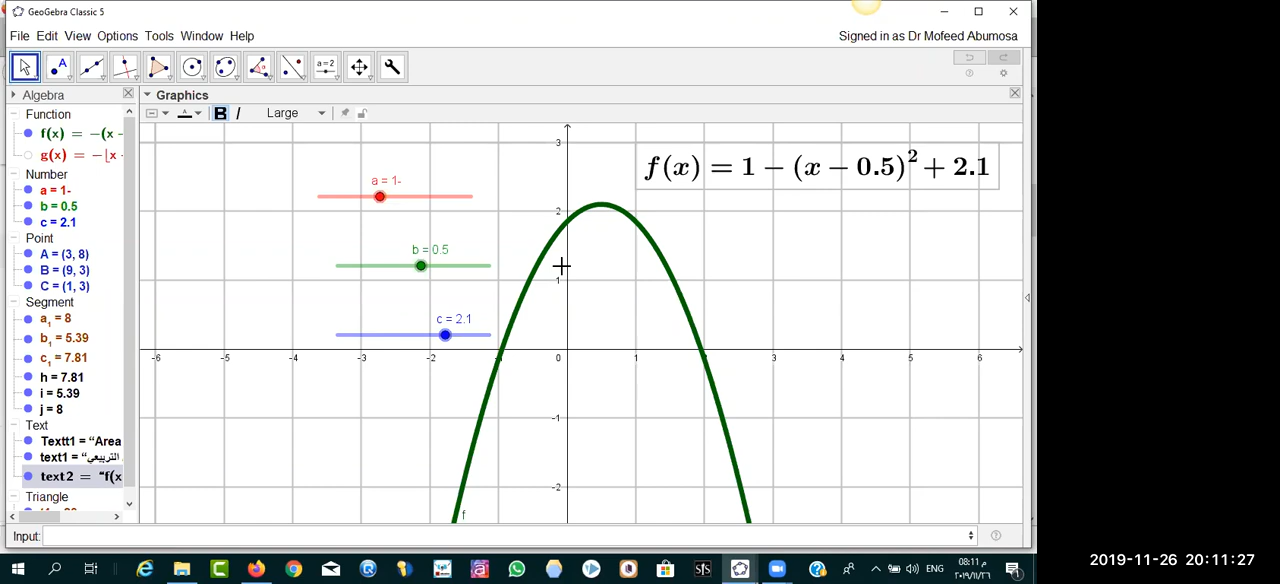 GeoGebra Classic 5
File Edit View Options Tools Window Help
Signed in as Dr Mofeed Abumosa
A
a=2
Algebra
Graphics
B I Large
Function
f(x) = −(x −
g(x) = −⌊x −
Number
a = 1-
b = 0.5
c = 2.1
Point
A = (3, 8)
B = (9, 3)
C = (1, 3)
Segment
a₁ = 8
b₁ = 5.39
c₁ = 7.81
h = 7.81
i = 5.39
j = 8
Text
Textt1 = “Area
text1 = “التربيعي
text2 = “f(x
Triangle
a = 1-
b = 0.5
c = 2.1
f(x) = 1 − (x − 0.5)² + 2.1
3
2
1
-6 -5 -4 -3 -2 -1 0 1 2 3 4 5 6
-1
-2
f
Input:
ENG
08:11 م
٢٠١٩/١١/٢٦
2019-11-26 20:11:27